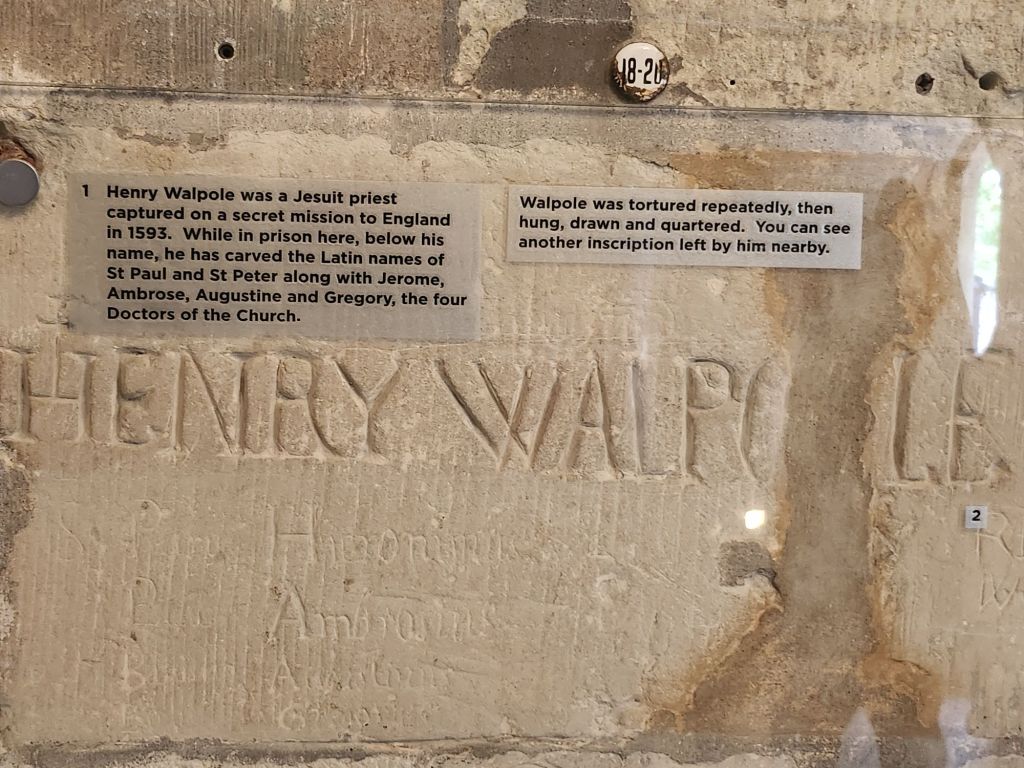 18-20
1 Henry Walpole was a Jesuit priest
captured on a secret mission to England
in 1593. While in prison here, below his
name, he has carved the Latin names of
St Paul and St Peter along with Jerome,
Ambrose, Augustine and Gregory, the four
Doctors of the Church.
Walpole was tortured repeatedly, then
hung, drawn and quartered. You can see
another inscription left by him nearby.
HENRY WALPOLE
2
Hieronymus
Ambrosius